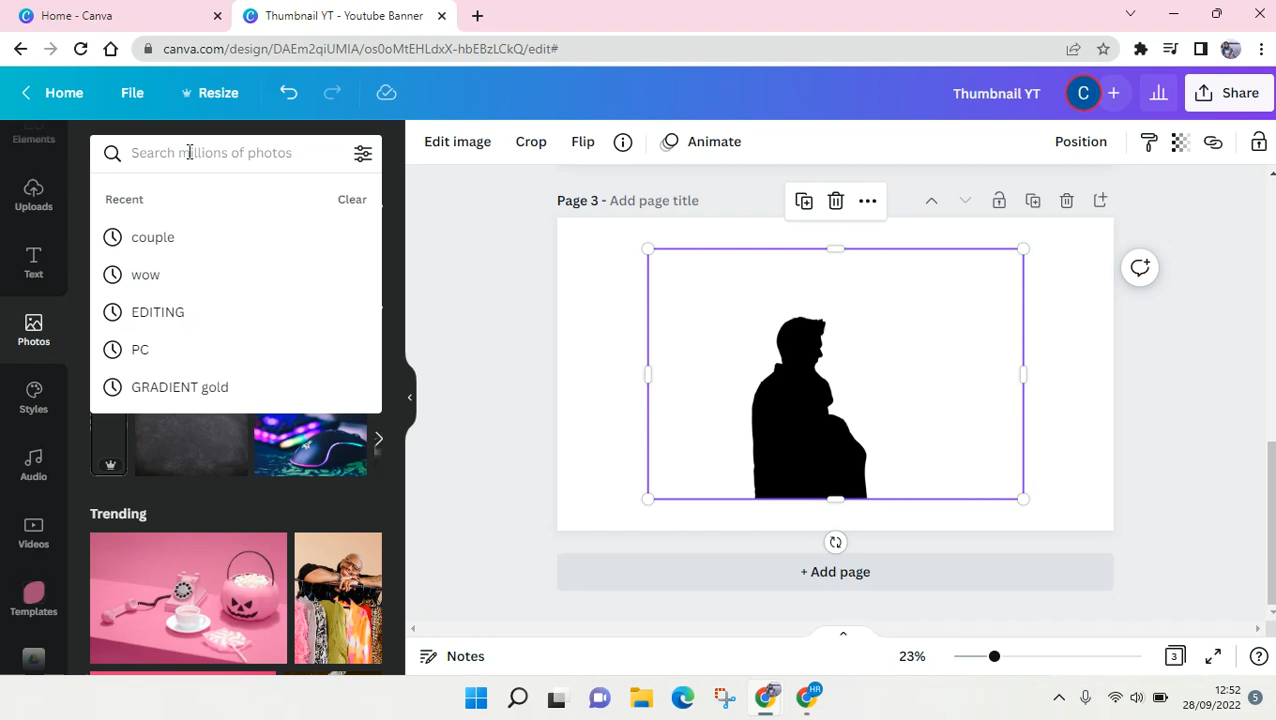 Home - Canva
Thumbnail YT - Youtube Banner
canva.com/design/DAEm2qiUMIA/os0oMtEHLdxX-hbEBzLCkQ/edit#
Home
File
Resize
Thumbnail YT
C
Share
Elements
Uploads
Text
Photos
Styles
Audio
Videos
Templates
Search millions of photos
Recent
Clear
couple
wow
EDITING
PC
GRADIENT gold
Trending
Edit image
Crop
Flip
Animate
Position
Page 3 - Add page title
+ Add page
Notes
23%
3
HR
12:52
28/09/2022
5